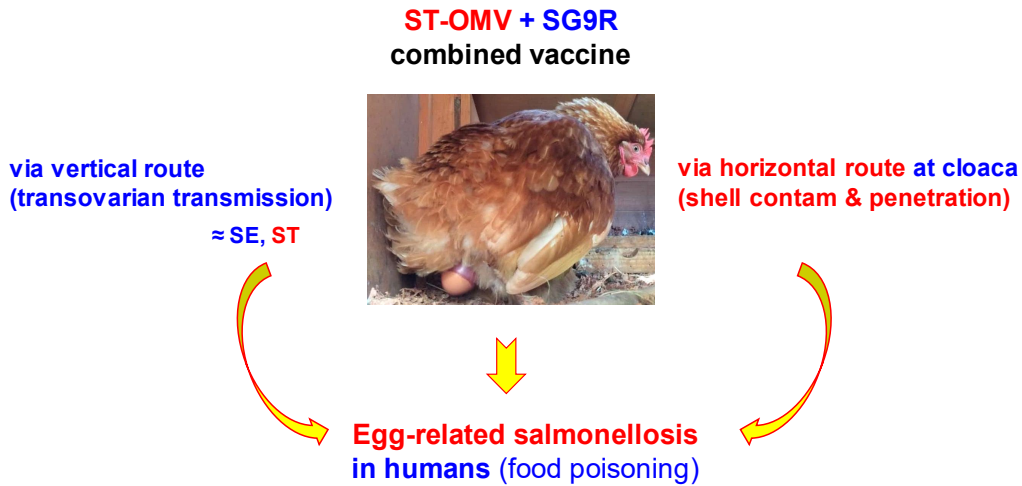 ST-OMV + SG9R
combined vaccine
via vertical route
(transovarian transmission)
≈ SE, ST
via horizontal route at cloaca
(shell contam & penetration)
Egg-related salmonellosis
in humans (food poisoning)